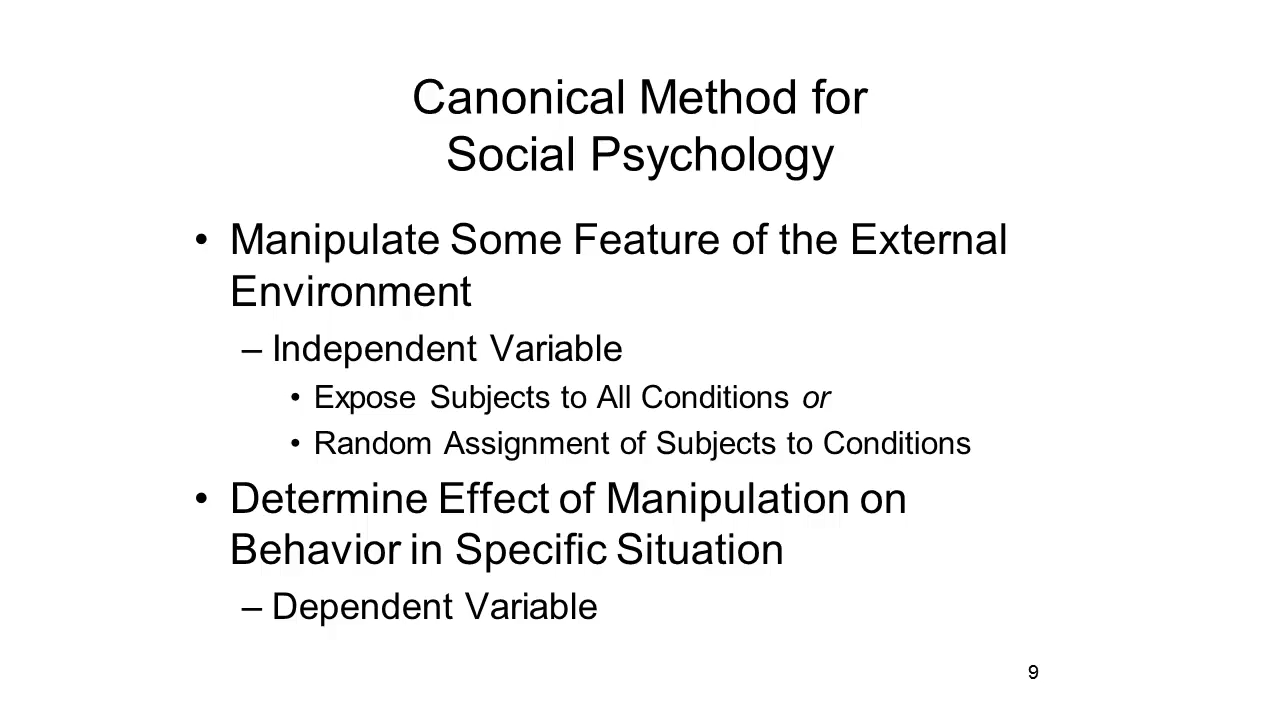 Canonical Method for
Social Psychology
• Manipulate Some Feature of the External
Environment
– Independent Variable
• Expose Subjects to All Conditions or
• Random Assignment of Subjects to Conditions
• Determine Effect of Manipulation on
Behavior in Specific Situation
– Dependent Variable
9